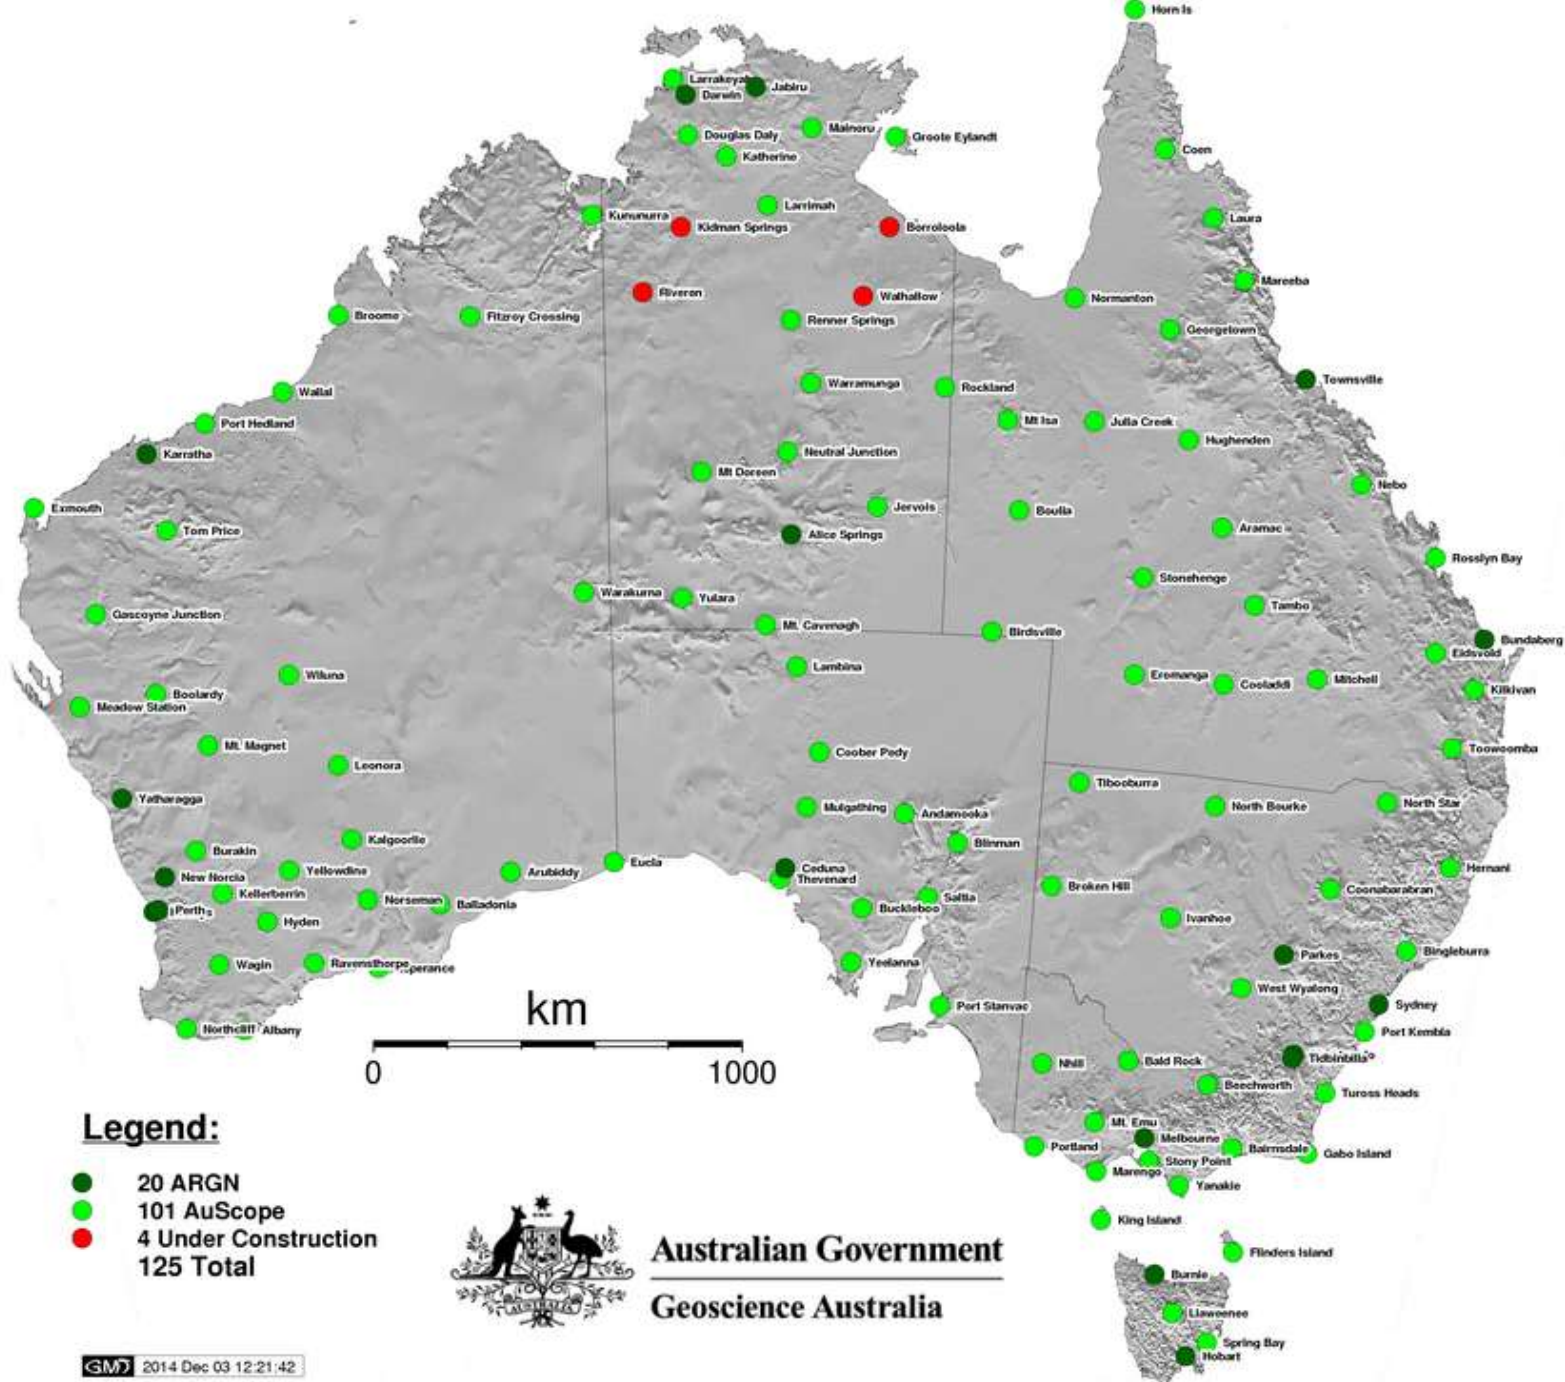 Horn Is
Larrakeyah
Jabiru
Darwin
Mainoru
Douglas Daly
Groote Eylandt
Katherine
Coen
Larrimah
Kununurra
Laura
Kidman Springs
Borroloola
Mareeba
Riveren
Walhallow
Normanton
Broome
Fitzroy Crossing
Renner Springs
Georgetown
Townsville
Warramunga
Rockland
Wallal
Port Hedland
Mt Isa
Julia Creek
Hughenden
Karratha
Neutral Junction
Mt Doreen
Nebo
Exmouth
Jervois
Boulia
Tom Price
Aramac
Alice Springs
Rosslyn Bay
Stonehenge
Warakurna
Yulara
Tambo
Gascoyne Junction
Mt. Cavenagh
Birdsville
Bundaberg
Eidsvold
Lambina
Wiluna
Eromanga
Cooladdi
Mitchell
Kilkivan
Boolardy
Meadow Station
Mt. Magnet
Coober Pedy
Toowoomba
Leonora
Tibooburra
Yatharagga
Mulgathing
Andamooka
North Bourke
North Star
Kalgoorlie
Blinman
Burakin
Eucla
Ceduna
Hernani
Yellowdine
Arubiddy
New Norcia
Thevenard
Broken Hill
Coonabarabran
Kellerberrin
Norseman
Balladonia
Saltia
Perth
Buckleboo
Hyden
Ivanhoe
Bingleburra
Parkes
Wagin
Ravensthorpe
perance
Yeelanna
West Wyalong
Port Stanvac
Sydney
Northcliff
Albany
Port Kembla
km
0
1000
Nhill
Bald Rock
Tidbinbilla
Beechworth
Tuross Heads
Mt. Emu
Melbourne
Portland
Bairnsdale
Gabo Island
Stony Point
Marengo
Yanakie
King Island
Flinders Island
Burnie
Liaweenee
Spring Bay
Hobart
Legend:
20 ARGN
101 AuScope
4 Under Construction
125 Total
AUSTRALIA
Australian Government
Geoscience Australia
GMT 2014 Dec 03 12:21:42